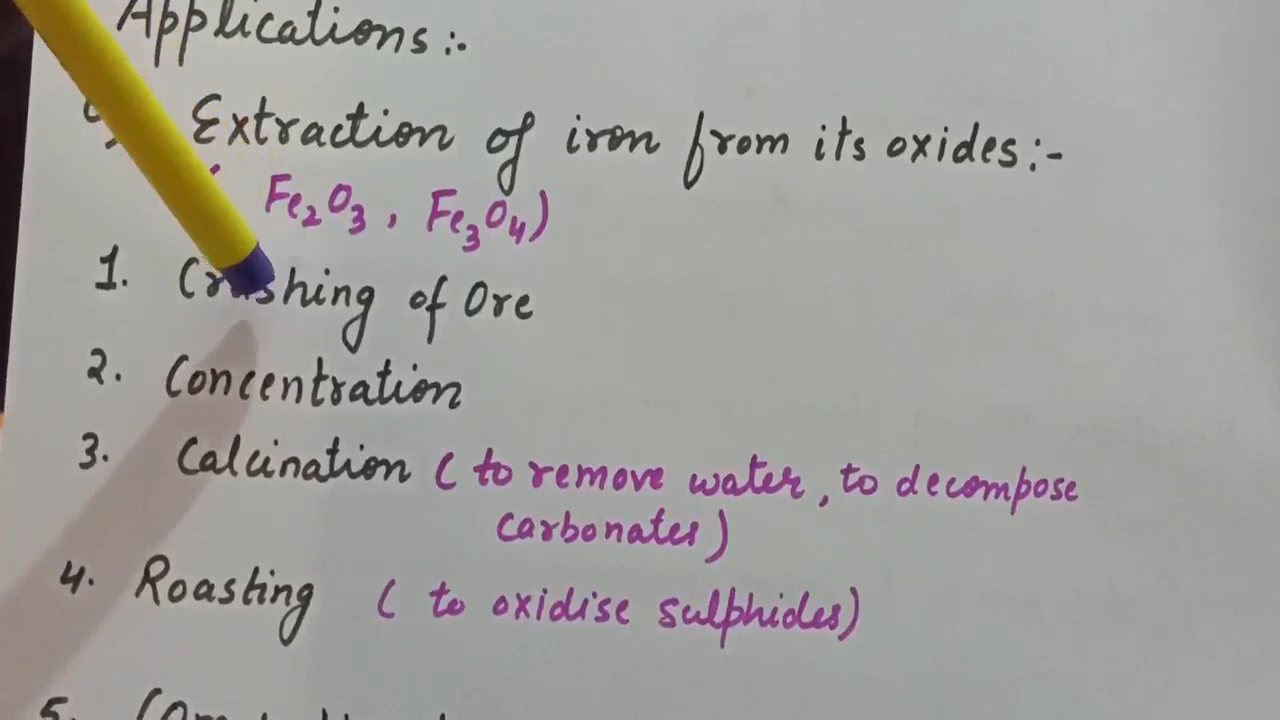 Applications :-
Extraction of iron from its oxides :-
( Fe₂O₃ , Fe₃O₄)
1. Crushing of Ore
2. Concentration
3. Calcination ( to remove water , to decompose
carbonates )
4. Roasting ( to oxidise sulphides)
5.